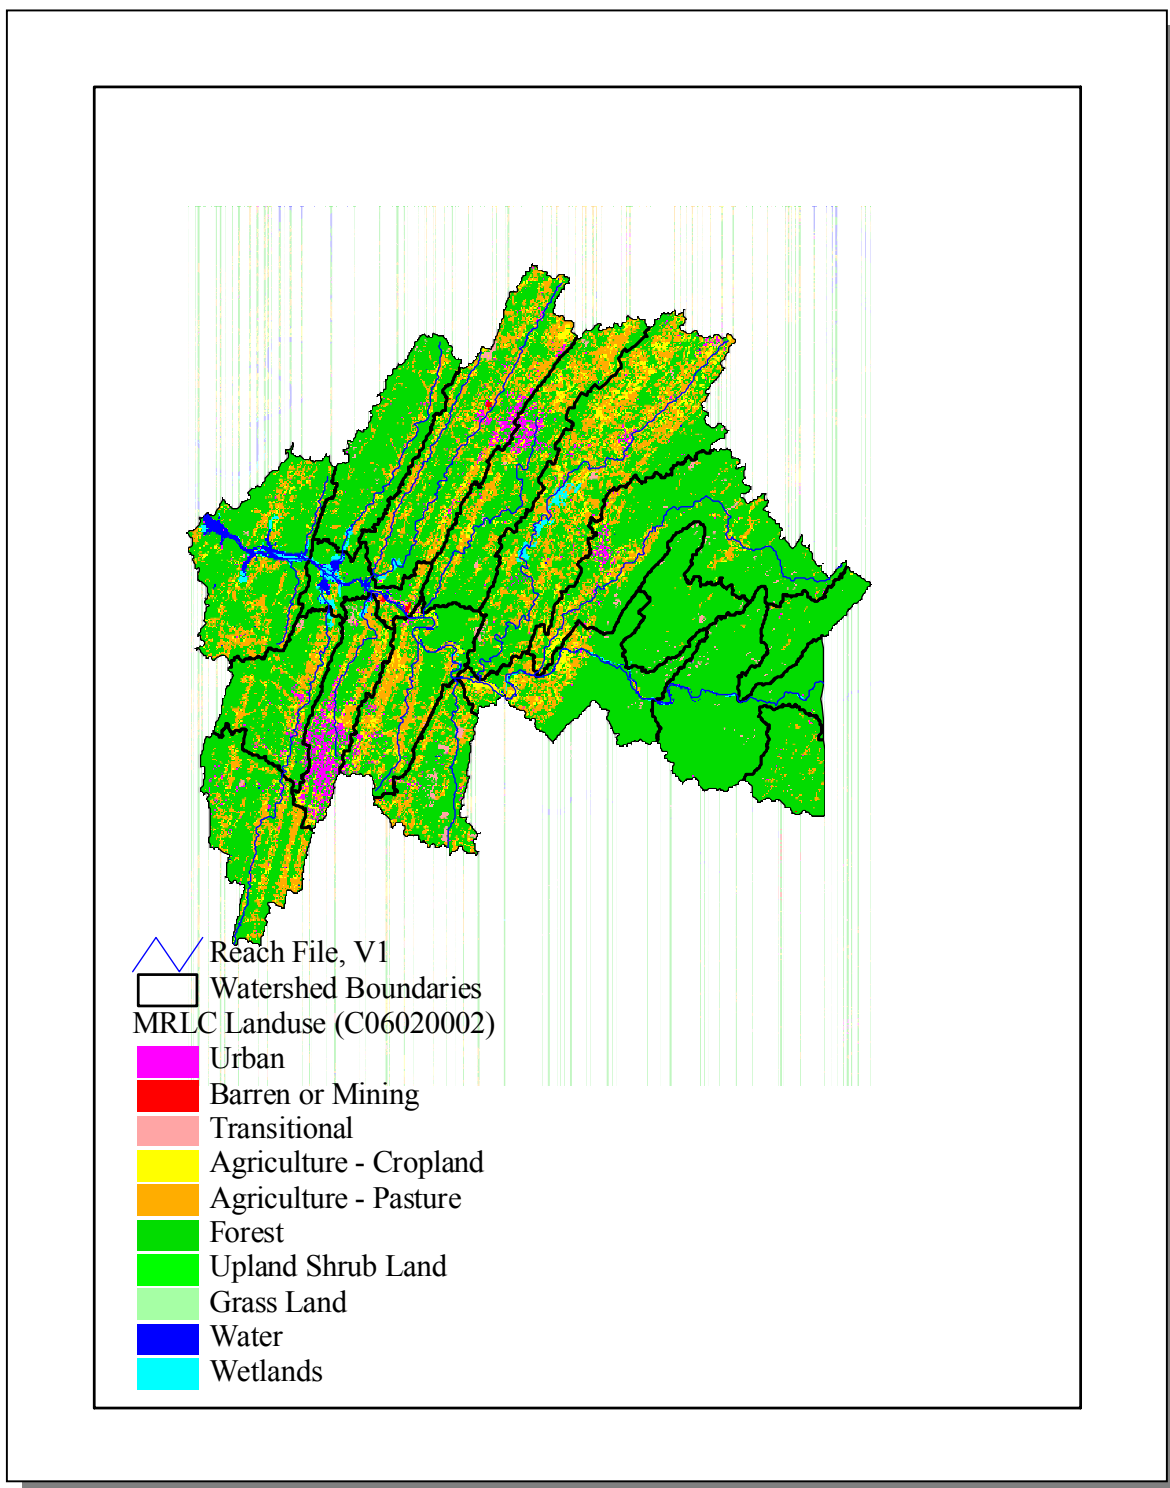 Reach File, V1
Watershed Boundaries
MRLC Landuse (C06020002)
Urban
Barren or Mining
Transitional
Agriculture - Cropland
Agriculture - Pasture
Forest
Upland Shrub Land
Grass Land
Water
Wetlands